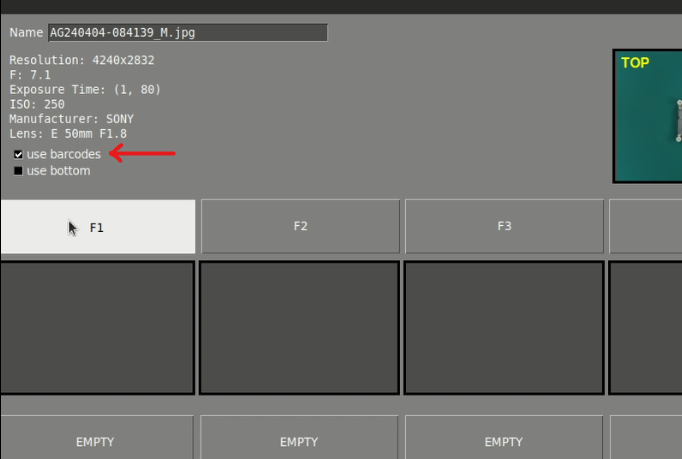 Name AG240404-084139_M.jpg
Resolution: 4240x2832
F: 7.1
Exposure Time: (1, 80)
ISO: 250
Manufacturer: SONY
Lens: E 50mm F1.8
use barcodes
use bottom
TOP
F1 F2 F3
EMPTY EMPTY EMPTY